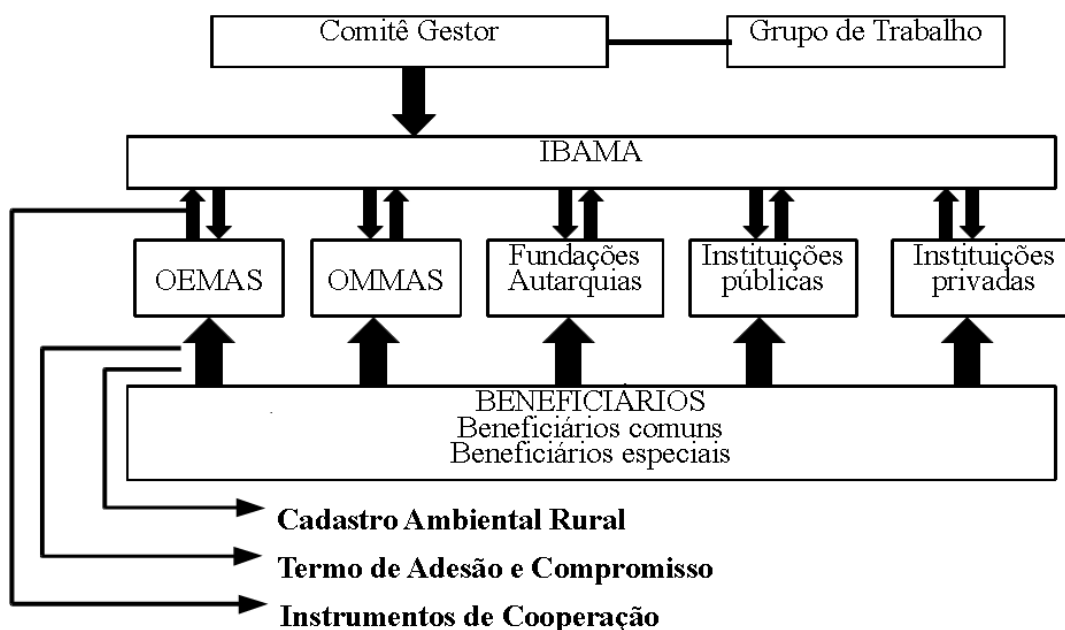 Comitê Gestor
Grupo de Trabalho
IBAMA
OEMAS
OMMAS
Fundações
Autarquias
Instituições
públicas
Instituições
privadas
BENEFICIÁRIOS
Beneficiários comuns
Beneficiários especiais
Cadastro Ambiental Rural
Termo de Adesão e Compromisso
Instrumentos de Cooperação